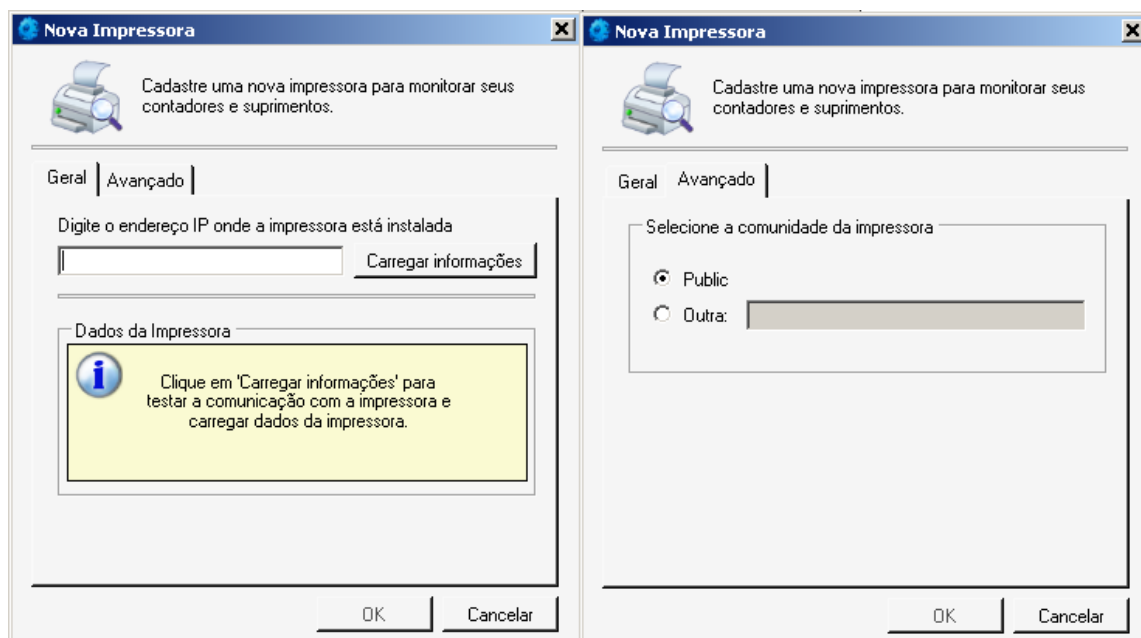 Nova Impressora
Cadastre uma nova impressora para monitorar seus
contadores e suprimentos.
Geral
Avançado
Digite o endereço IP onde a impressora está instalada
Carregar informações
Dados da Impressora
Clique em 'Carregar informações' para
testar a comunicação com a impressora e
carregar dados da impressora.
OK
Cancelar
Nova Impressora
Cadastre uma nova impressora para monitorar seus
contadores e suprimentos.
Geral
Avançado
Selecione a comunidade da impressora
Public
Outra:
OK
Cancelar